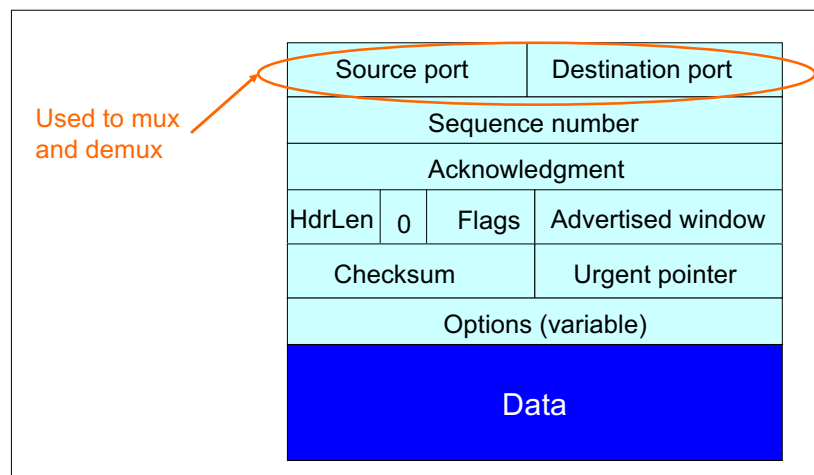 Source port
Destination port
Used to mux
and demux
Sequence number
Acknowledgment
HdrLen
0
Flags
Advertised window
Checksum
Urgent pointer
Options (variable)
Data